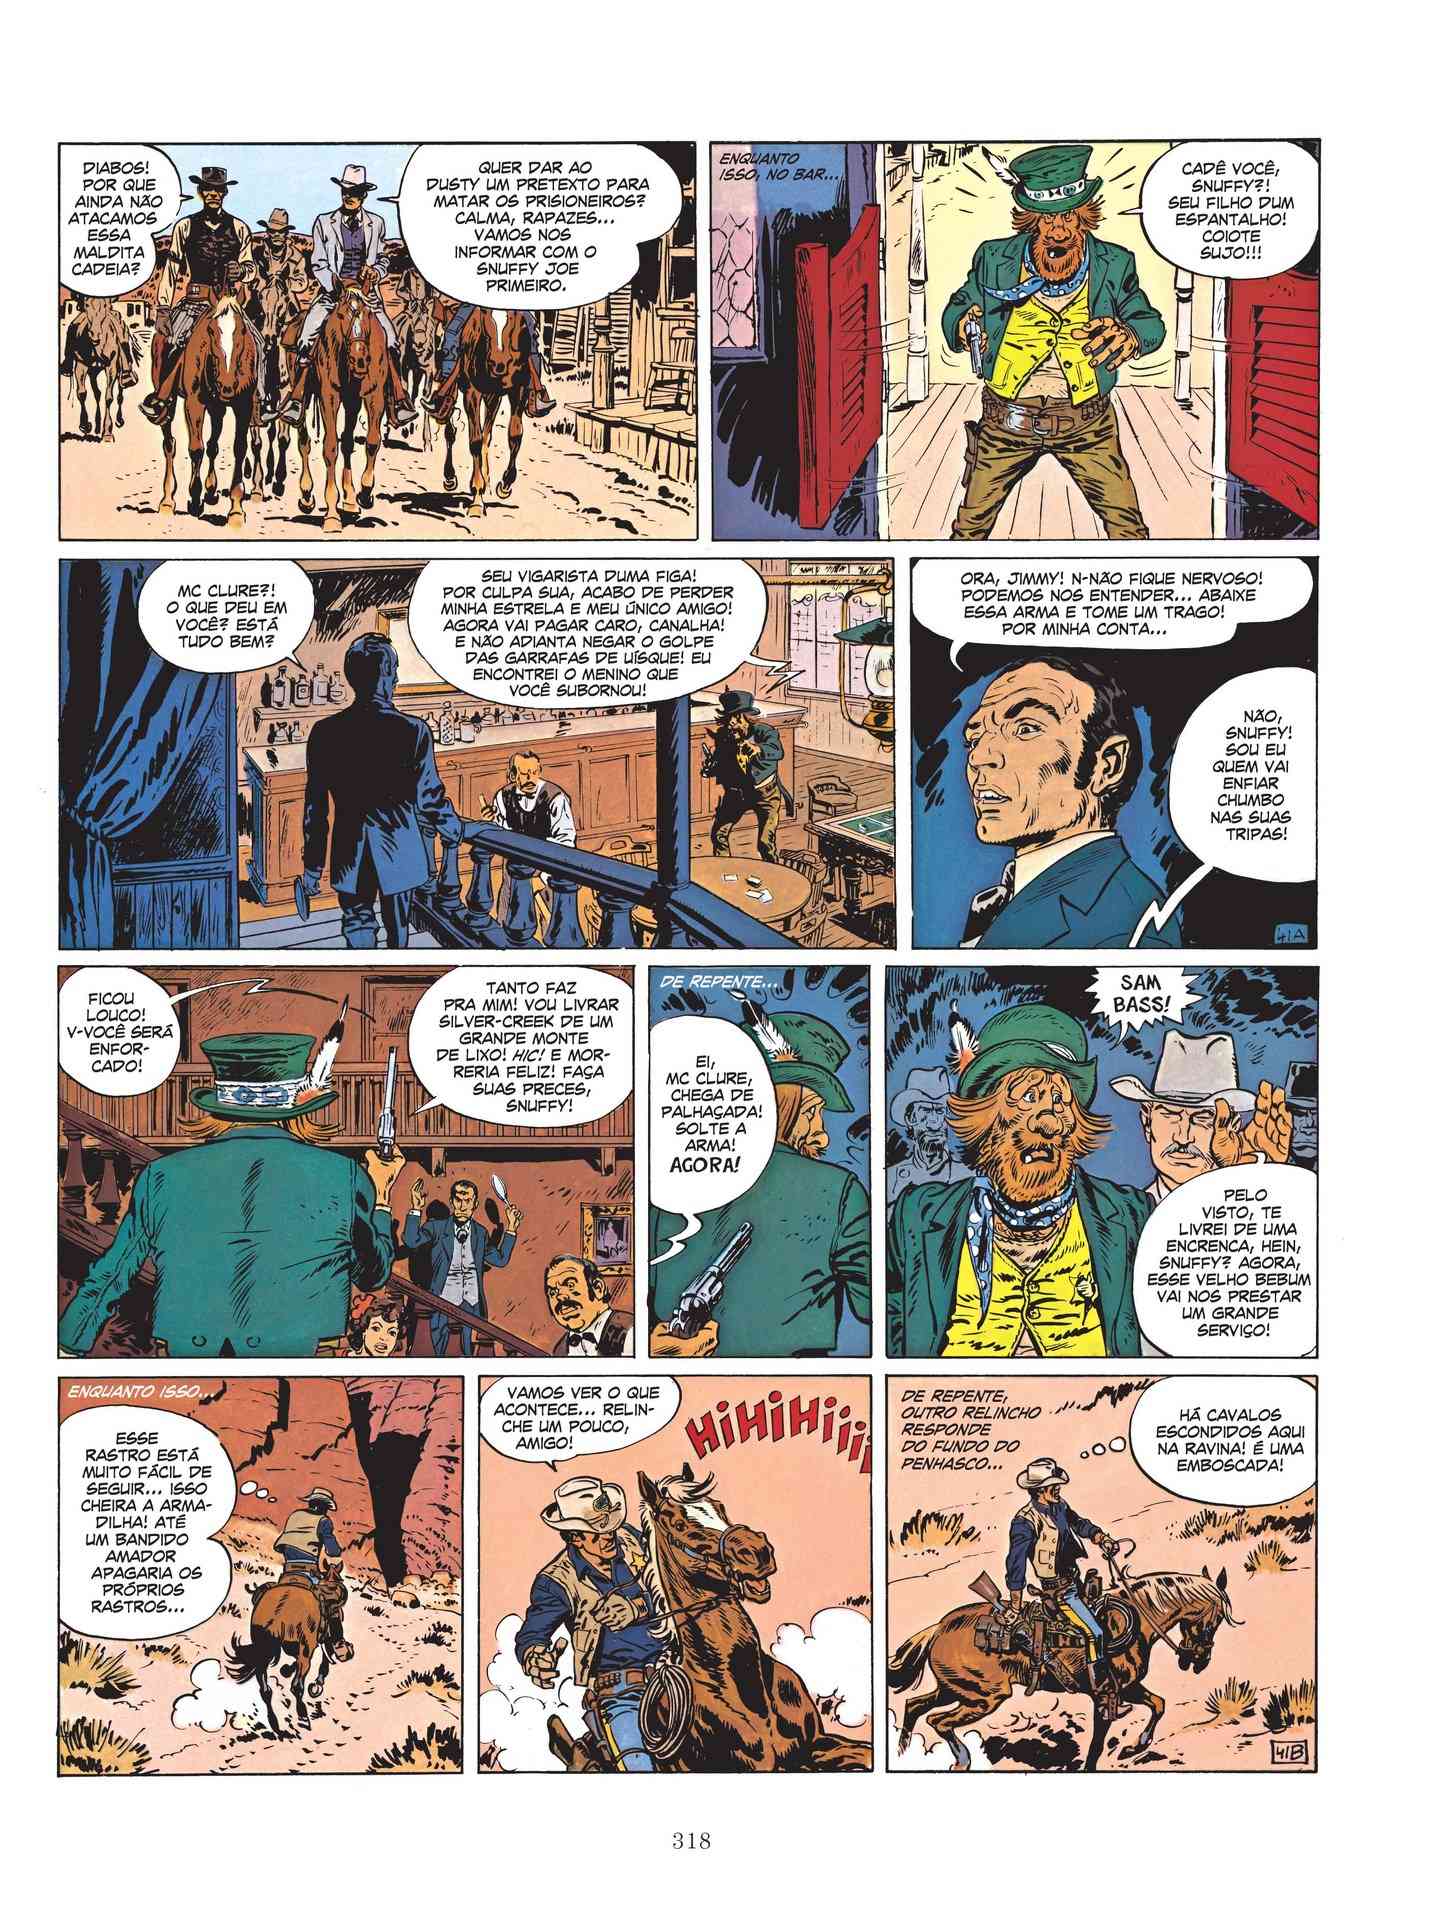 DIABOS!
POR QUE
AINDA NÃO
ATACAMOS
ESSA
MALDITA
CADEIA?
QUER DAR AO
DUSTY UM PRETEXTO PARA
MATAR OS PRISIONEIROS?
CALMA, RAPAZES...
VAMOS NOS
INFORMAR COM O
SNUFFY JOE
PRIMEIRO.
ENQUANTO
ISSO, NO BAR...
CADÊ VOCÊ,
SNUFFY?!
SEU FILHO DUM
ESPANTALHO!
COIOTE
SUJO!!!
MC CLURE?!
O QUE DEU EM
VOCÊ? ESTÁ
TUDO BEM?
SEU VIGARISTA DUMA FIGA!
POR CULPA SUA, ACABO DE PERDER
MINHA ESTRELA E MEU ÚNICO AMIGO!
AGORA VAI PAGAR CARO, CANALHA!
E NÃO ADIANTA NEGAR O GOLPE
DAS GARRAFAS DE UÍSQUE! EU
ENCONTREI O MENINO QUE
VOCÊ SUBORNOU!
ORA, JIMMY! N-NÃO FIQUE NERVOSO!
PODEMOS NOS ENTENDER... ABAIXE
ESSA ARMA E TOME UM TRAGO!
POR MINHA CONTA...
NÃO,
SNUFFY!
SOU EU
QUEM VAI
ENFIAR
CHUMBO
NAS SUAS
TRIPAS!
41A
FICOU
LOUCO!
V-VOCÊ SERÁ
ENFOR-
CADO!
TANTO FAZ
PRA MIM! VOU LIVRAR
SILVER-CREEK DE UM
GRANDE MONTE
DE LIXO! HIC! E MOR-
RERIA FELIZ! FAÇA
SUAS PRECES,
SNUFFY!
DE REPENTE...
EI,
MC CLURE,
CHEGA DE
PALHAÇADA!
SOLTE A
ARMA!
AGORA!
SAM
BASS!
PELO
VISTO, TE
LIVREI DE UMA
ENCRENCA, HEIN,
SNUFFY? AGORA,
ESSE VELHO BEBUM
VAI NOS PRESTAR
UM GRANDE
SERVIÇO!
ENQUANTO ISSO...
ESSE
RASTRO ESTÁ
MUITO FÁCIL DE
SEGUIR... ISSO
CHEIRA A ARMA-
DILHA! ATÉ
UM BANDIDO
AMADOR
APAGARIA OS
PRÓPRIOS
RASTROS...
VAMOS VER O QUE
ACONTECE... RELIN-
CHE UM POUCO,
AMIGO!
HiHiHiHiiii
DE REPENTE,
OUTRO RELINCHO
RESPONDE
DO FUNDO DO
PENHASCO...
HÁ CAVALOS
ESCONDIDOS AQUI
NA RAVINA! É UMA
EMBOSCADA!
41B
318